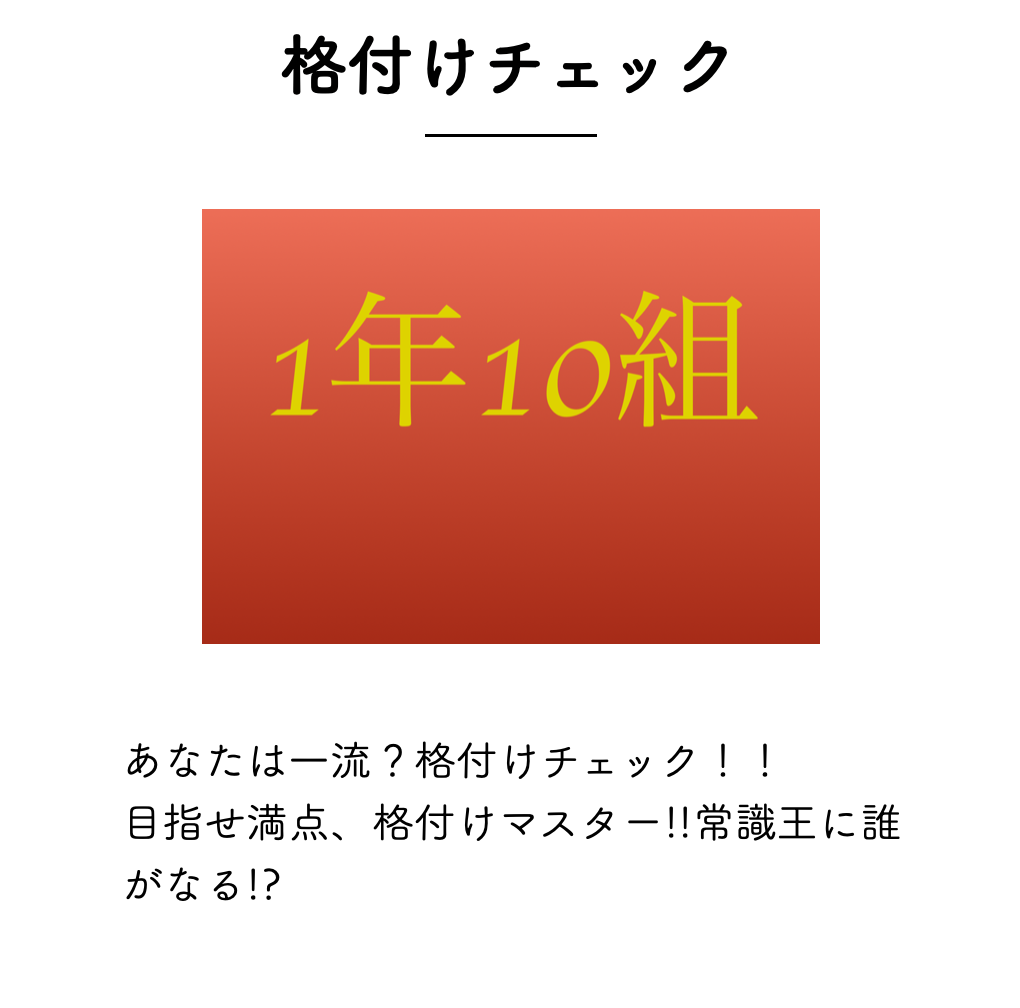 格付けチェック
1年10組
あなたは一流？格付けチェック！！
目指せ満点、格付けマスター!!常識王に誰
がなる!?